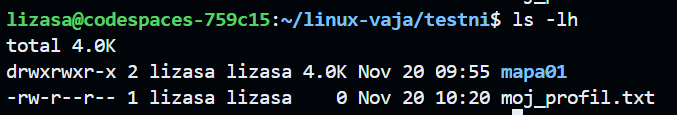 lizasa@codespaces-759c15:~/linux-vaja/testni$ ls -lh
total 4.0K
drwxrwxr-x 2 lizasa lizasa 4.0K Nov 20 09:55 mapa01
-rw-r--r-- 1 lizasa lizasa    0 Nov 20 10:20 moj_profil.txt